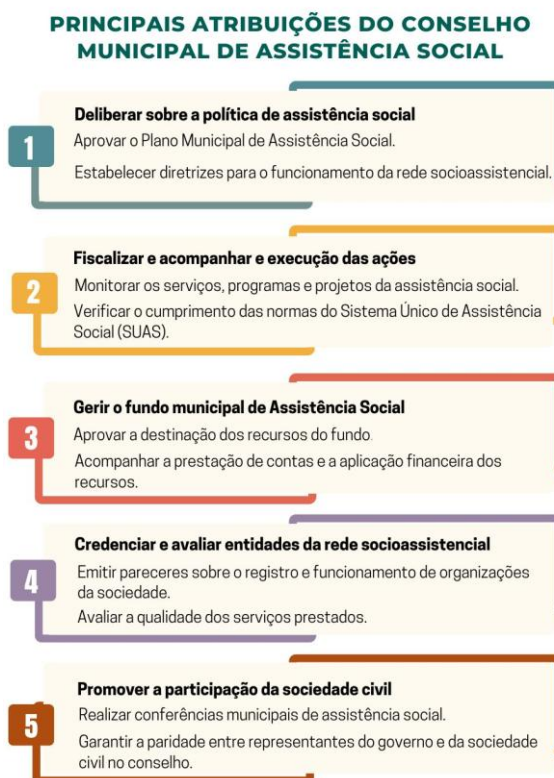 PRINCIPAIS ATRIBUIÇÕES DO CONSELHO
MUNICIPAL DE ASSISTÊNCIA SOCIAL
1
Deliberar sobre a política de assistência social
Aprovar o Plano Municipal de Assistência Social.
Estabelecer diretrizes para o funcionamento da rede socioassistencial.
2
Fiscalizar e acompanhar e execução das ações
Monitorar os serviços, programas e projetos da assistência social.
Verificar o cumprimento das normas do Sistema Único de Assistência
Social (SUAS).
3
Gerir o fundo municipal de Assistência Social
Aprovar a destinação dos recursos do fundo
Acompanhar a prestação de contas e a aplicação financeira dos
recursos.
4
Credenciar e avaliar entidades da rede socioassistencial
Emitir pareceres sobre o registro e funcionamento de organizações
da sociedade.
Avaliar a qualidade dos serviços prestados.
5
Promover a participação da sociedade civil
Realizar conferências municipais de assistência social.
Garantir a paridade entre representantes do governo e da sociedade
civil no conselho.